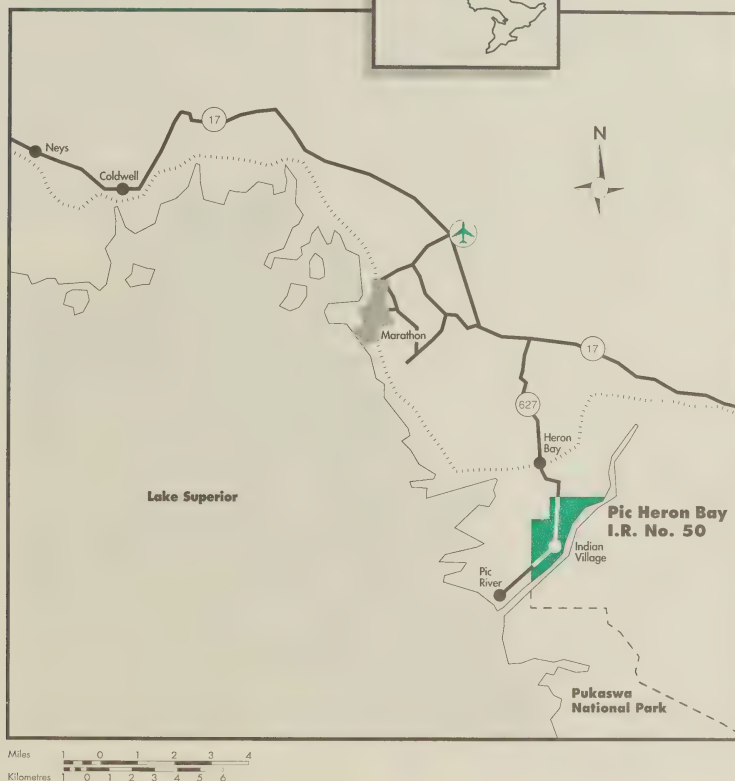 17
N
Neys
Coldwell
Marathon
17
627
Heron
Bay
Lake Superior
Pic Heron Bay
I.R. No. 50
Indian
Village
Pic
River
Pukaswa
National Park
Miles 1 0 1 2 3 4
Kilometres 1 0 1 2 3 4 5 6